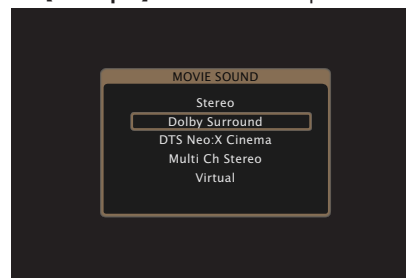 MOVIE SOUND
Stereo
Dolby Surround
DTS Neo:X Cinema
Multi Ch Stereo
Virtual